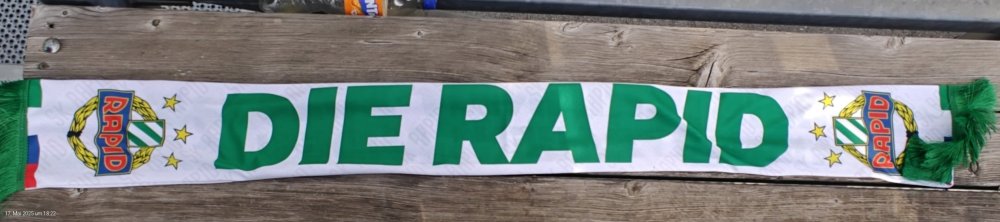 RAPID
DIE RAPID
RAPID
17. Mai 2025 um 18:22